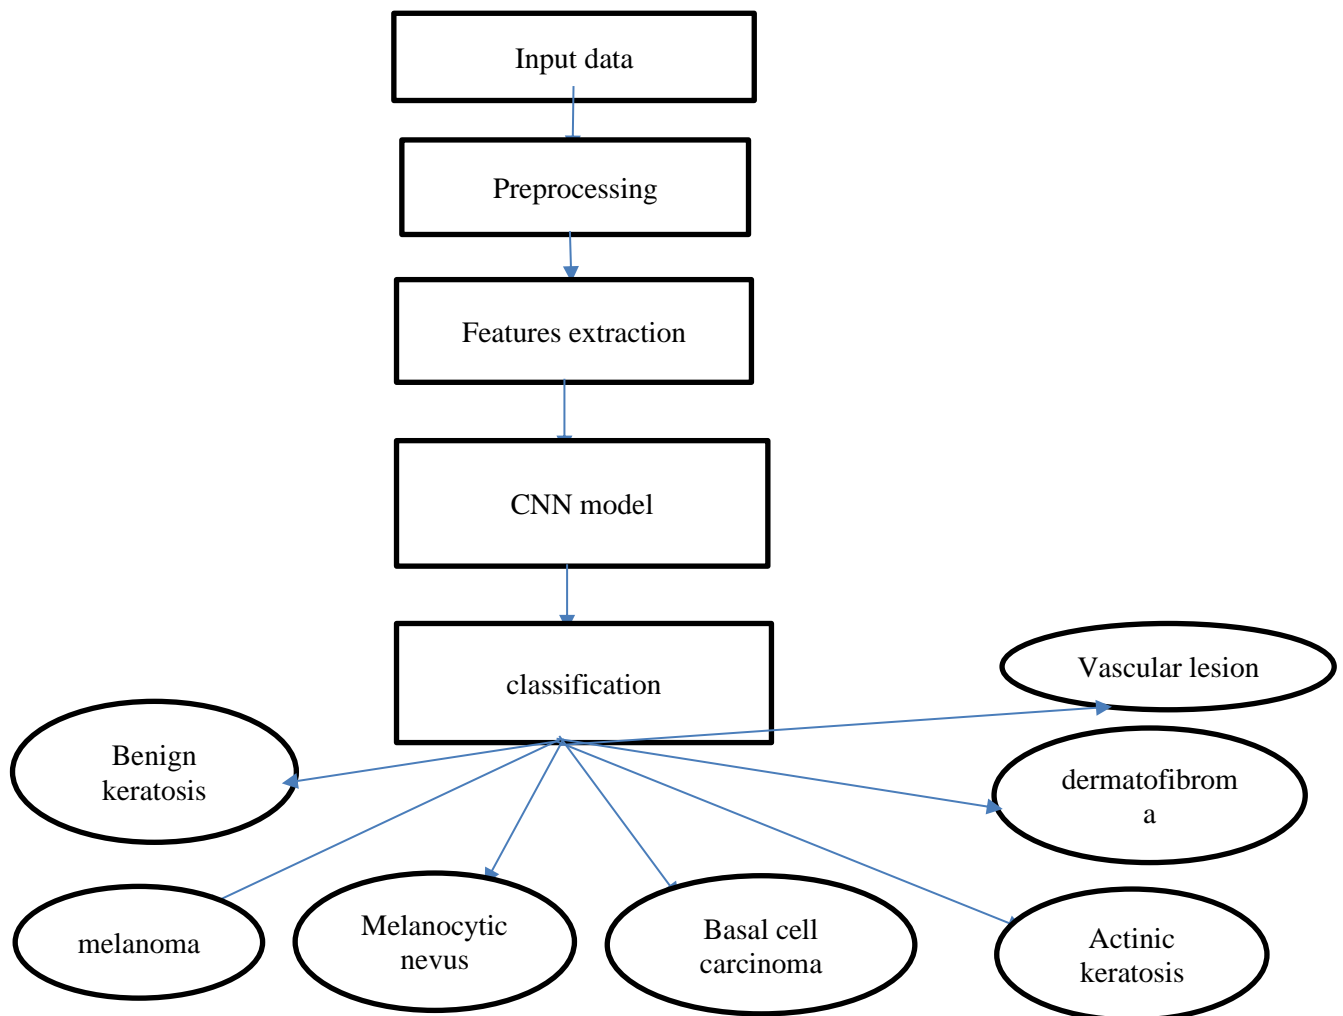 Input data
Preprocessing
Features extraction
CNN model
classification
Vascular lesion
Benign
keratosis
dermatofibrom
a
melanoma
Melanocytic
nevus
Basal cell
carcinoma
Actinic
keratosis